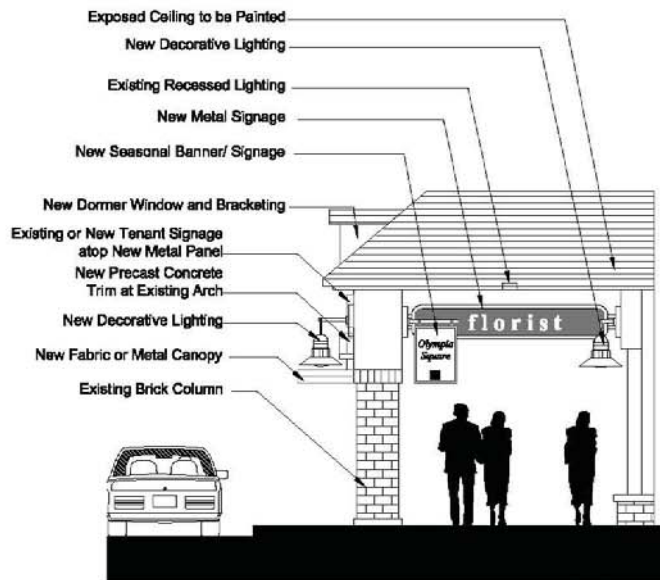 Exposed Ceiling to be Painted
New Decorative Lighting
Existing Recessed Lighting
New Metal Signage
New Seasonal Banner/ Signage
New Dormer Window and Bracketing
Existing or New Tenant Signage
atop New Metal Panel
New Precast Concrete
Trim at Existing Arch
New Decorative Lighting
New Fabric or Metal Canopy
Existing Brick Column
florist
Olympia
Square